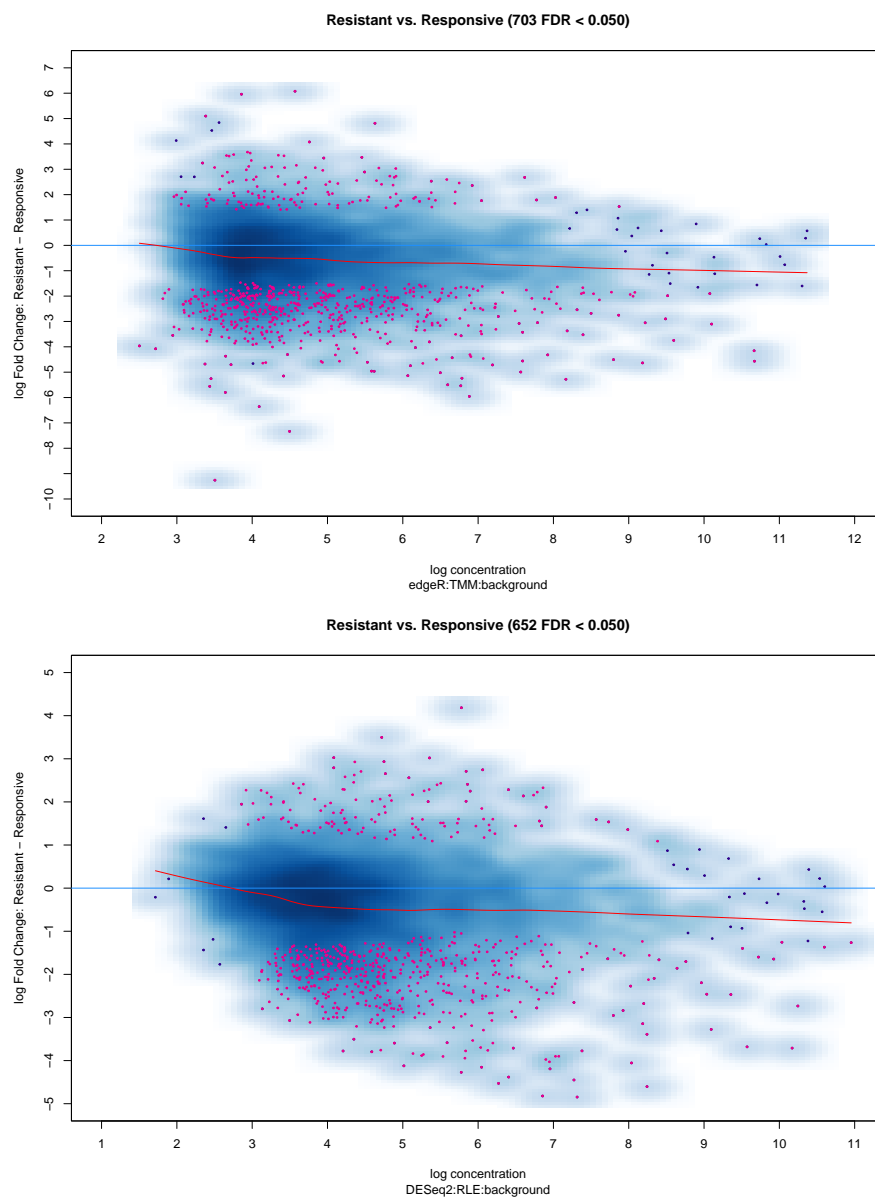 Resistant vs. Responsive (703 FDR < 0.050)
7
6
5
4
3
2
1
0
−1
−2
−3
−4
−5
−6
−7
−8
−10
log Fold Change: Resistant − Responsive
2 3 4 5 6 7 8 9 10 11 12
log concentration
edgeR:TMM:background
Resistant vs. Responsive (652 FDR < 0.050)
5
4
3
2
1
0
−1
−2
−3
−4
−5
log Fold Change: Resistant − Responsive
1 2 3 4 5 6 7 8 9 10 11
log concentration
DESeq2:RLE:background